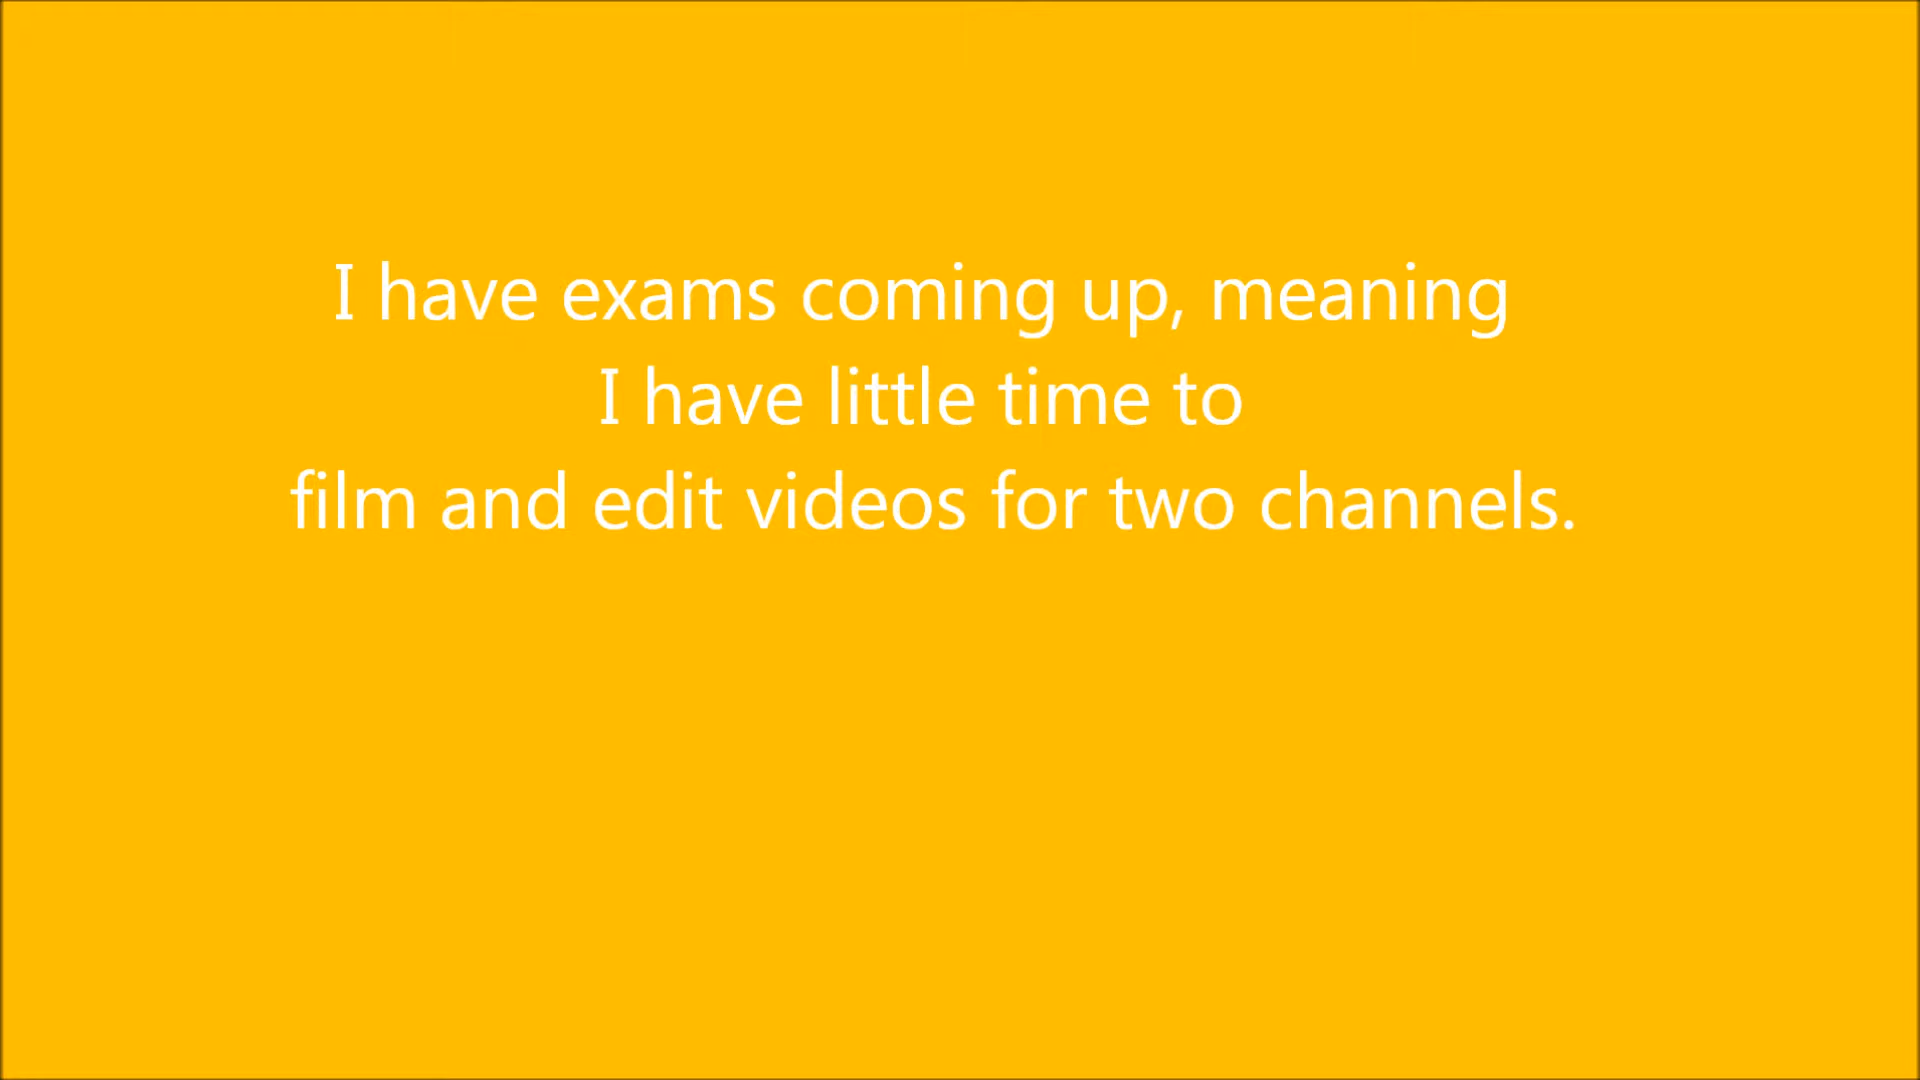 I have exams coming up, meaning
I have little time to
film and edit videos for two channels.